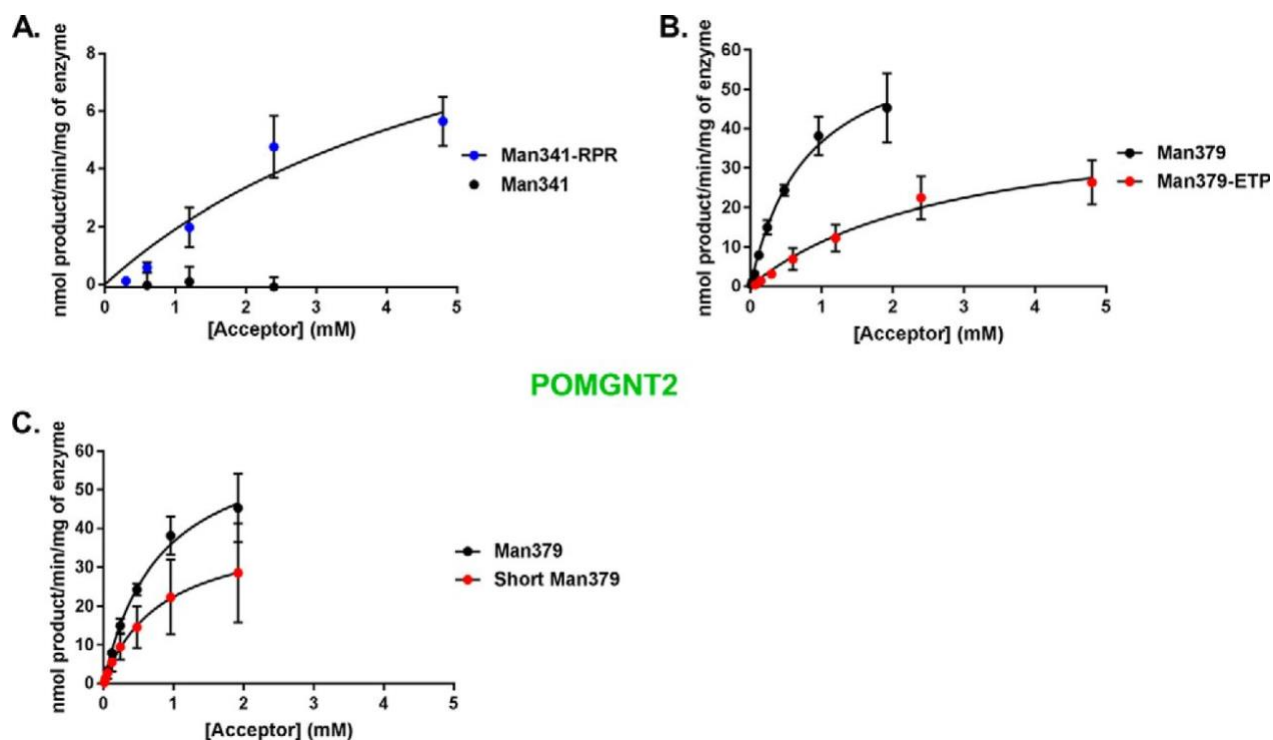 A.
nmol product/min/mg of enzyme
8
6
4
2
0
0 1 2 3 4 5
[Acceptor] (mM)
Man341-RPR
Man341
B.
nmol product/min/mg of enzyme
60
50
40
30
20
10
0
0 1 2 3 4 5
[Acceptor] (mM)
Man379
Man379-ETP
POMGNT2
C.
nmol product/min/mg of enzyme
60
50
40
30
20
10
0
0 1 2 3 4 5
[Acceptor] (mM)
Man379
Short Man379